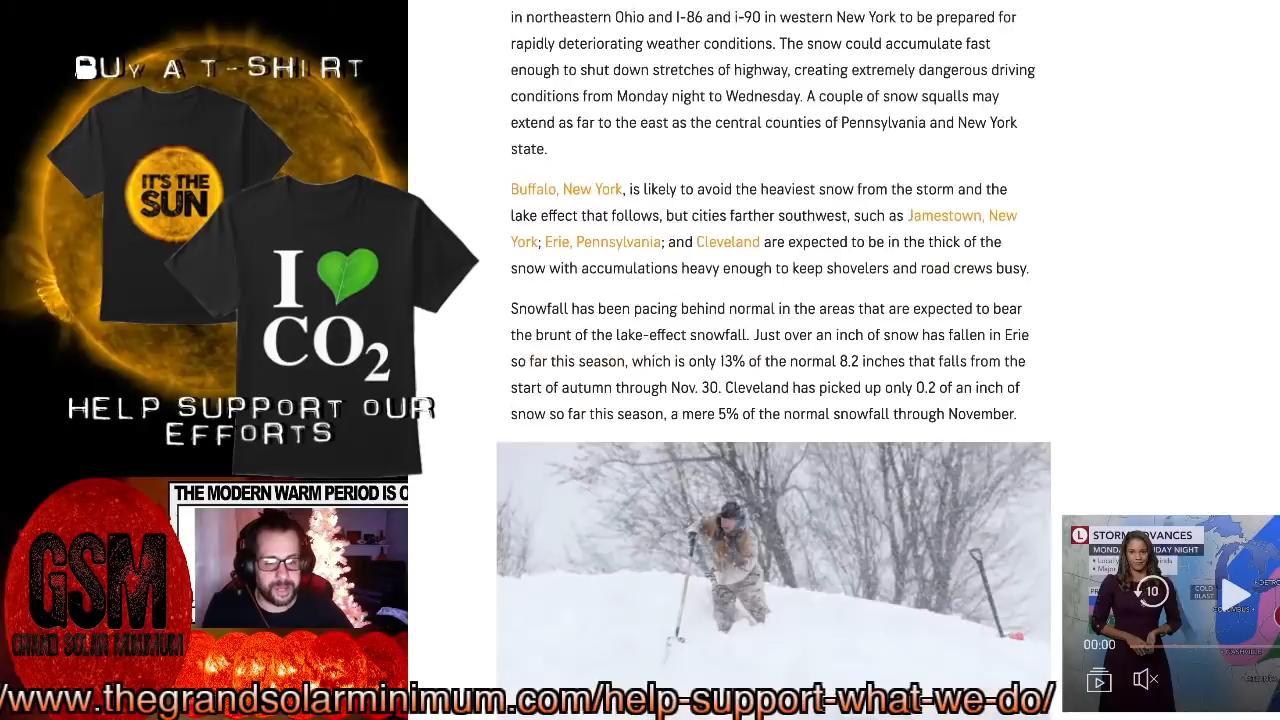 BUY A T-SHIRT
IT'S THE
SUN
I
CO2
HELP SUPPORT OUR
EFFORTS
THE MODERN WARM PERIOD IS O
GSM
GRAND SOLAR MINIMUM
in northeastern Ohio and I-86 and i-90 in western New York to be prepared for
rapidly deteriorating weather conditions. The snow could accumulate fast
enough to shut down stretches of highway, creating extremely dangerous driving
conditions from Monday night to Wednesday. A couple of snow squalls may
extend as far to the east as the central counties of Pennsylvania and New York
state.
Buffalo, New York, is likely to avoid the heaviest snow from the storm and the
lake effect that follows, but cities farther southwest, such as Jamestown, New
York; Erie, Pennsylvania; and Cleveland are expected to be in the thick of the
snow with accumulations heavy enough to keep shovelers and road crews busy.
Snowfall has been pacing behind normal in the areas that are expected to bear
the brunt of the lake-effect snowfall. Just over an inch of snow has fallen in Erie
so far this season, which is only 13% of the normal 8.2 inches that falls from the
start of autumn through Nov. 30. Cleveland has picked up only 0.2 of an inch of
snow so far this season, a mere 5% of the normal snowfall through November.
L
STORM ADVANCES
COLD
BLAST
10
00:00
/www.thegrandsolarminimum.com/help-support-what-we-do/